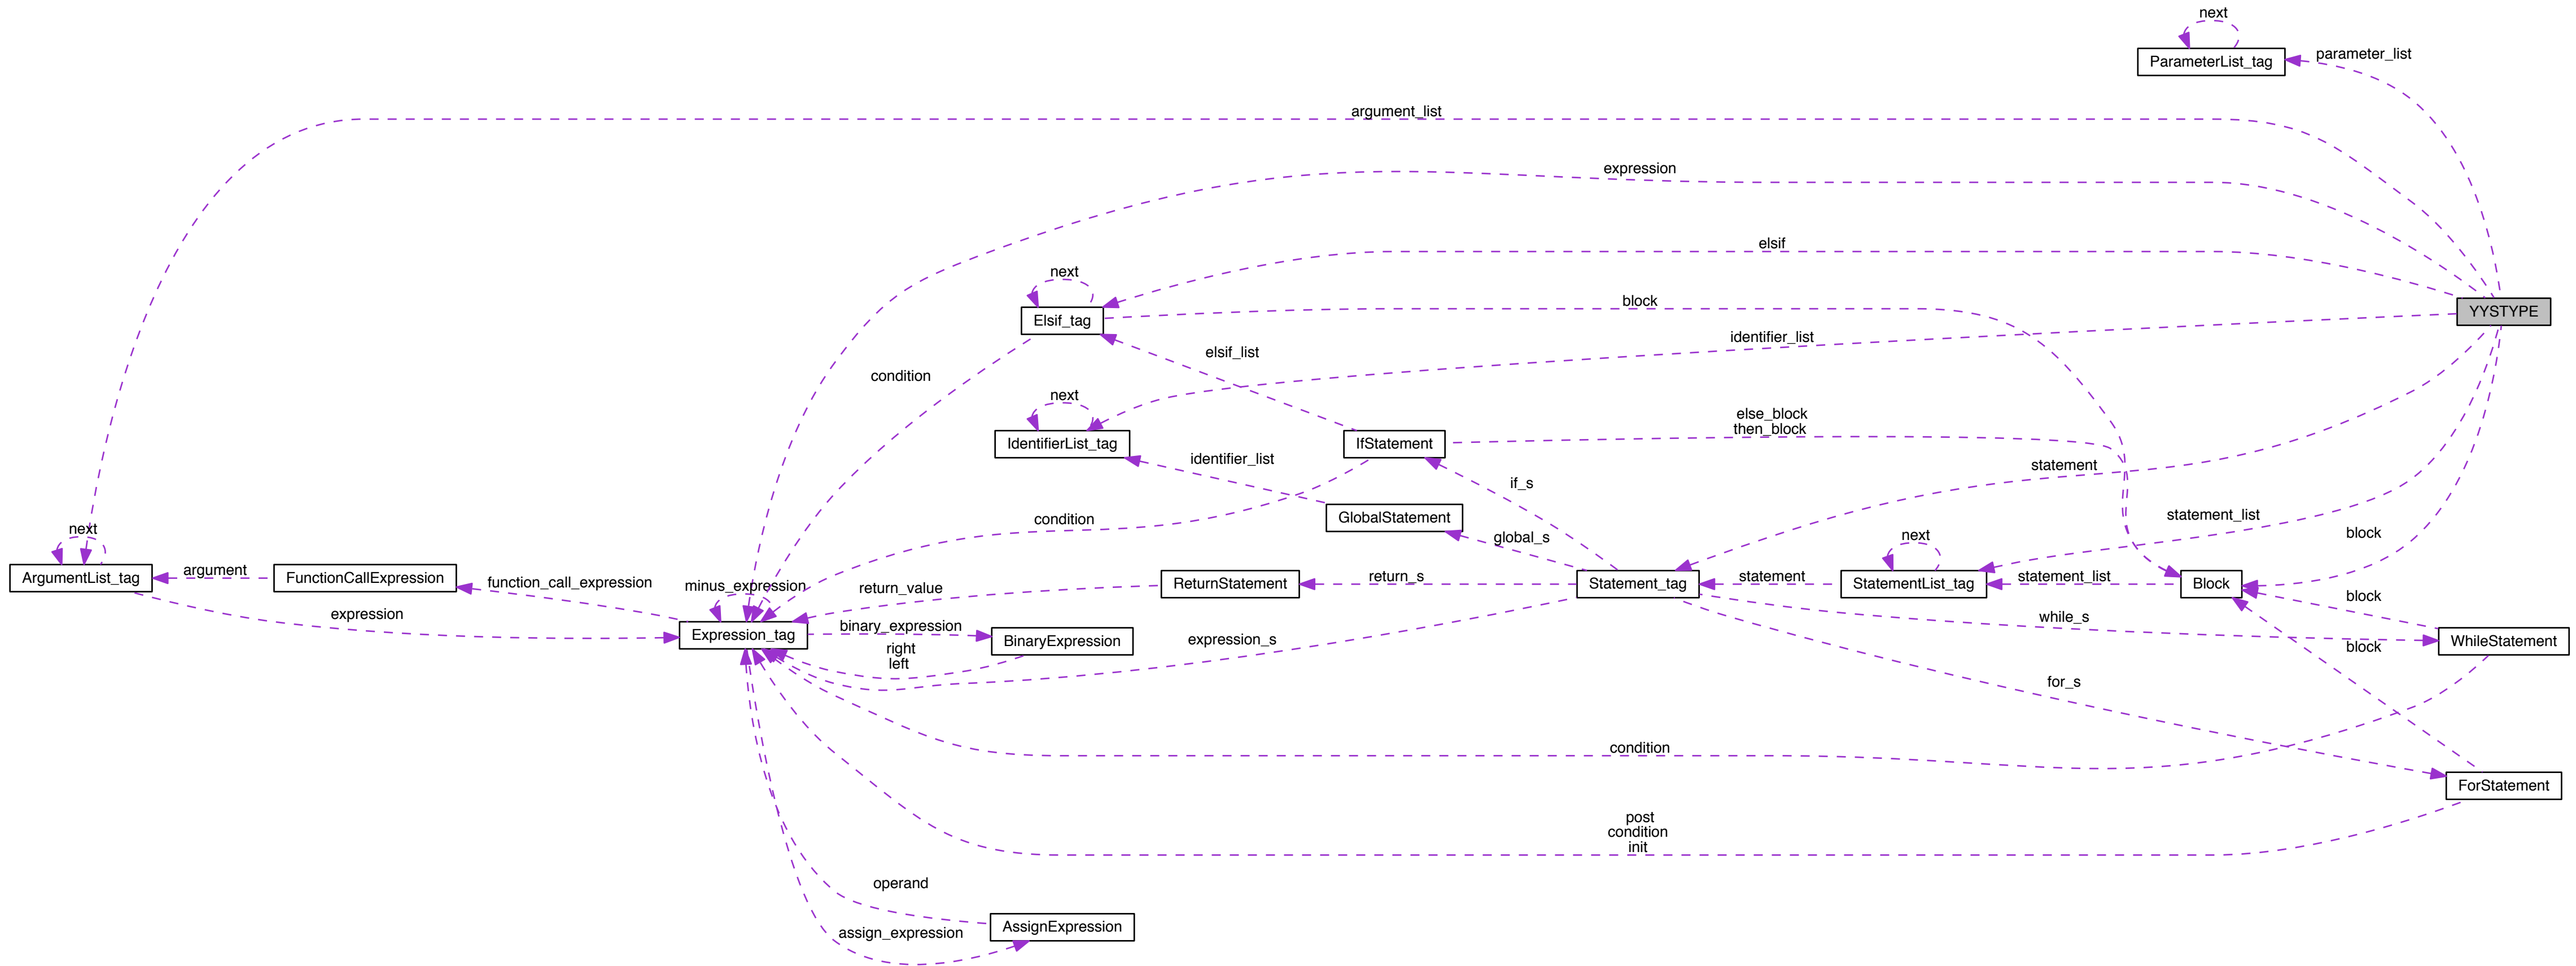 next
ParameterList_tag
parameter_list
argument_list
expression
elsif
next
Elsif_tag
block
YYSTYPE
identifier_list
elsif_list
condition
next
IdentifierList_tag
else_block
then_block
IfStatement
identifier_list
statement
if_s
condition
GlobalStatement
global_s
statement_list
next
next
block
ArgumentList_tag
argument
FunctionCallExpression
function_call_expression
minus_expression
return_value
ReturnStatement
return_s
Statement_tag
statement
StatementList_tag
statement_list
Block
block
expression
Expression_tag
binary_expression
BinaryExpression
right
left
expression_s
while_s
WhileStatement
block
for_s
condition
ForStatement
post
condition
init
operand
AssignExpression
assign_expression